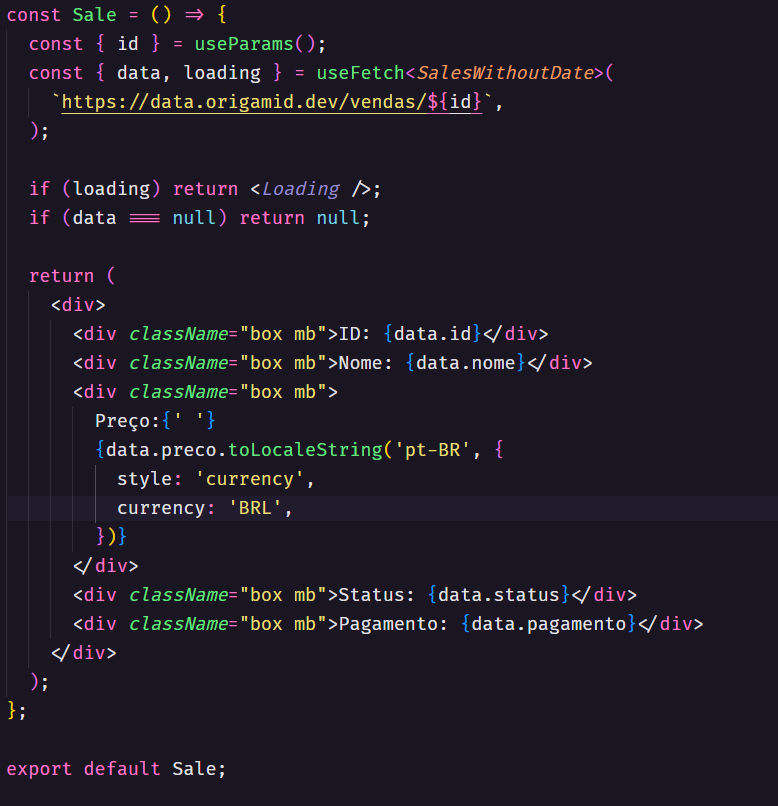 const Sale = () => {
  const { id } = useParams();
  const { data, loading } = useFetch<SalesWithoutDate>(
    `https://data.origamid.dev/vendas/${id}`,
  );

  if (loading) return <Loading />;
  if (data === null) return null;

  return (
    <div>
      <div className="box mb">ID: {data.id}</div>
      <div className="box mb">Nome: {data.nome}</div>
      <div className="box mb">
        Preço:{' '}
        {data.preco.toLocaleString('pt-BR', {
          style: 'currency',
          currency: 'BRL',
        })}
      </div>
      <div className="box mb">Status: {data.status}</div>
      <div className="box mb">Pagamento: {data.pagamento}</div>
    </div>
  );
};

export default Sale;